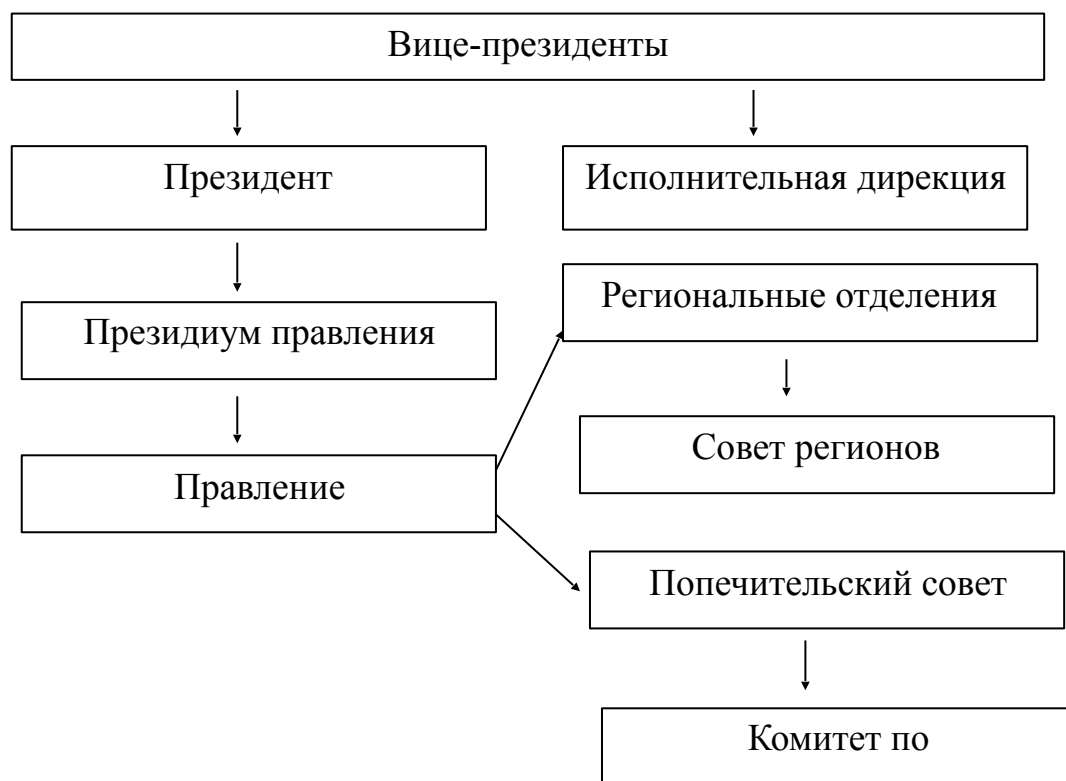 Вице-президенты
Президент
Исполнительная дирекция
Президиум правления
Региональные отделения
Правление
Совет регионов
Попечительский совет
Комитет по